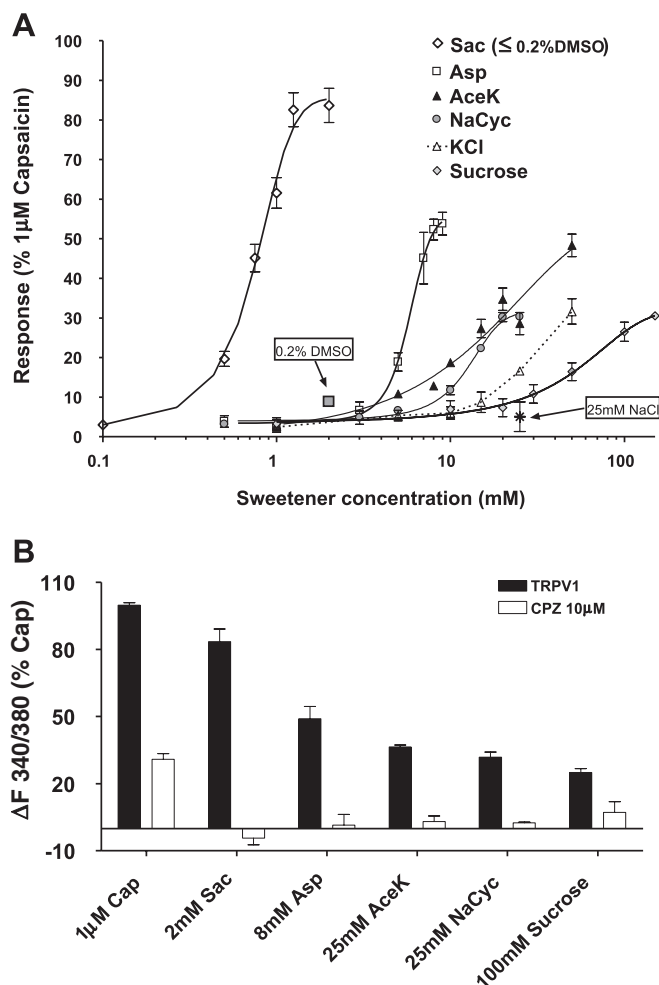 A
Response (% 1μM Capsaicin)
100
90
80
70
60
50
40
30
20
10
0
0.1
1
10
100
Sweetener concentration (mM)
Sac (≤ 0.2%DMSO)
Asp
AceK
NaCyc
KCl
Sucrose
0.2% DMSO
25mM NaCl
B
ΔF 340/380 (% Cap)
110
80
50
20
-10
TRPV1
CPZ 10μM
1μM Cap
2mM Sac
8mM Asp
25mM AceK
25mM NaCyc
100mM Sucrose